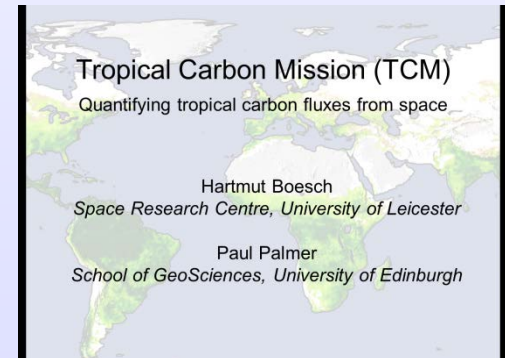 Tropical Carbon Mission (TCM)
Quantifying tropical carbon fluxes from space
Hartmut Boesch
Space Research Centre, University of Leicester
Paul Palmer
School of GeoSciences, University of Edinburgh